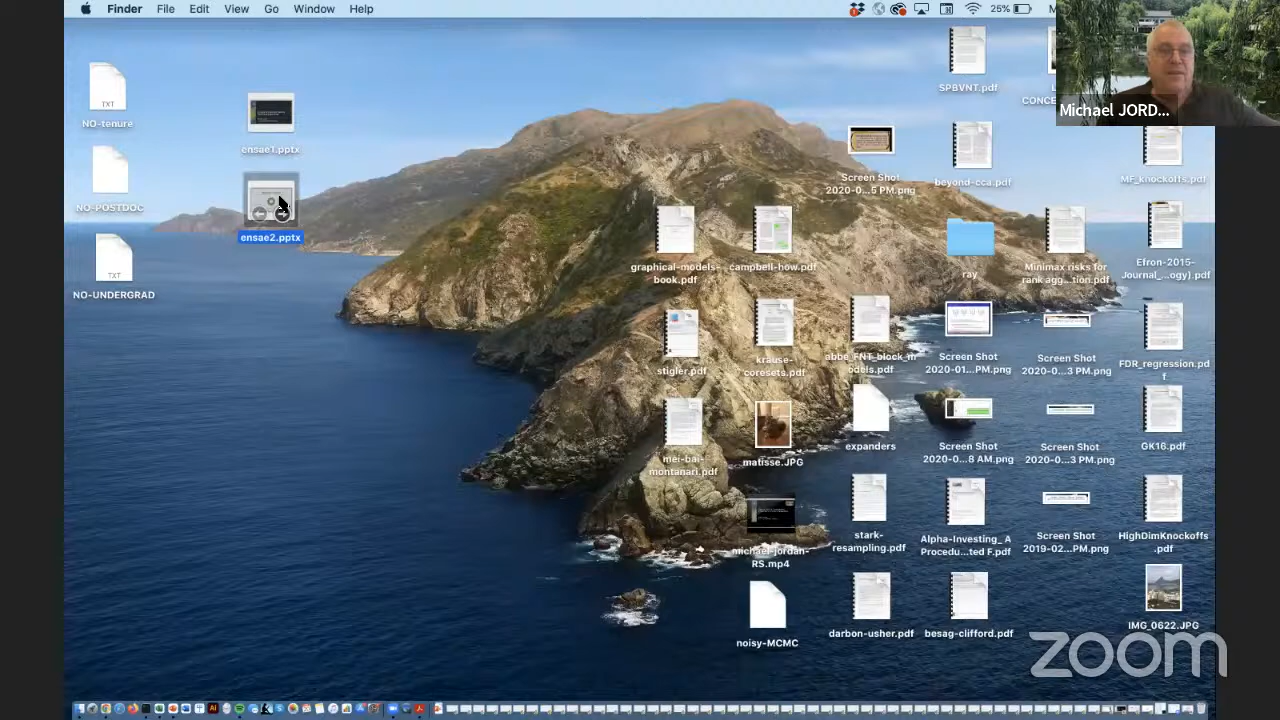 Finder File Edit View Go Window Help
25%
Michael JORD...
TXT
NO-tenure
NO-POSTDOC
TXT
NO-UNDERGRAD
ensae1.pptx
ensae2.pptx
SPBVNT.pdf
CONCE
Screen Shot
2020-0...5 PM.png
beyond-cca.pdf
MF_knockoffs.pdf
graphical-models-
book.pdf
campbell-how.pdf
ray
Minimax risks for
rank agg...tion.pdf
Efron-2015-
Journal_...ogy).pdf
stigler.pdf
krause-
coresets.pdf
abbe_FNT_block_m
odels.pdf
Screen Shot
2020-01...PM.png
Screen Shot
2020-0...3 PM.png
FDR_regression.pd
f
mei-bai-
montanari.pdf
matisse.JPG
expanders
Screen Shot
2020-0...8 AM.png
Screen Shot
2020-0...3 PM.png
GK16.pdf
michael-jordan-
RS.mp4
stark-
resampling.pdf
Alpha-Investing_ A
Procedu...ted F.pdf
Screen Shot
2019-02...PM.png
HighDimKnockoffs
.pdf
noisy-MCMC
darbon-usher.pdf
besag-clifford.pdf
IMG_0622.JPG
zoom